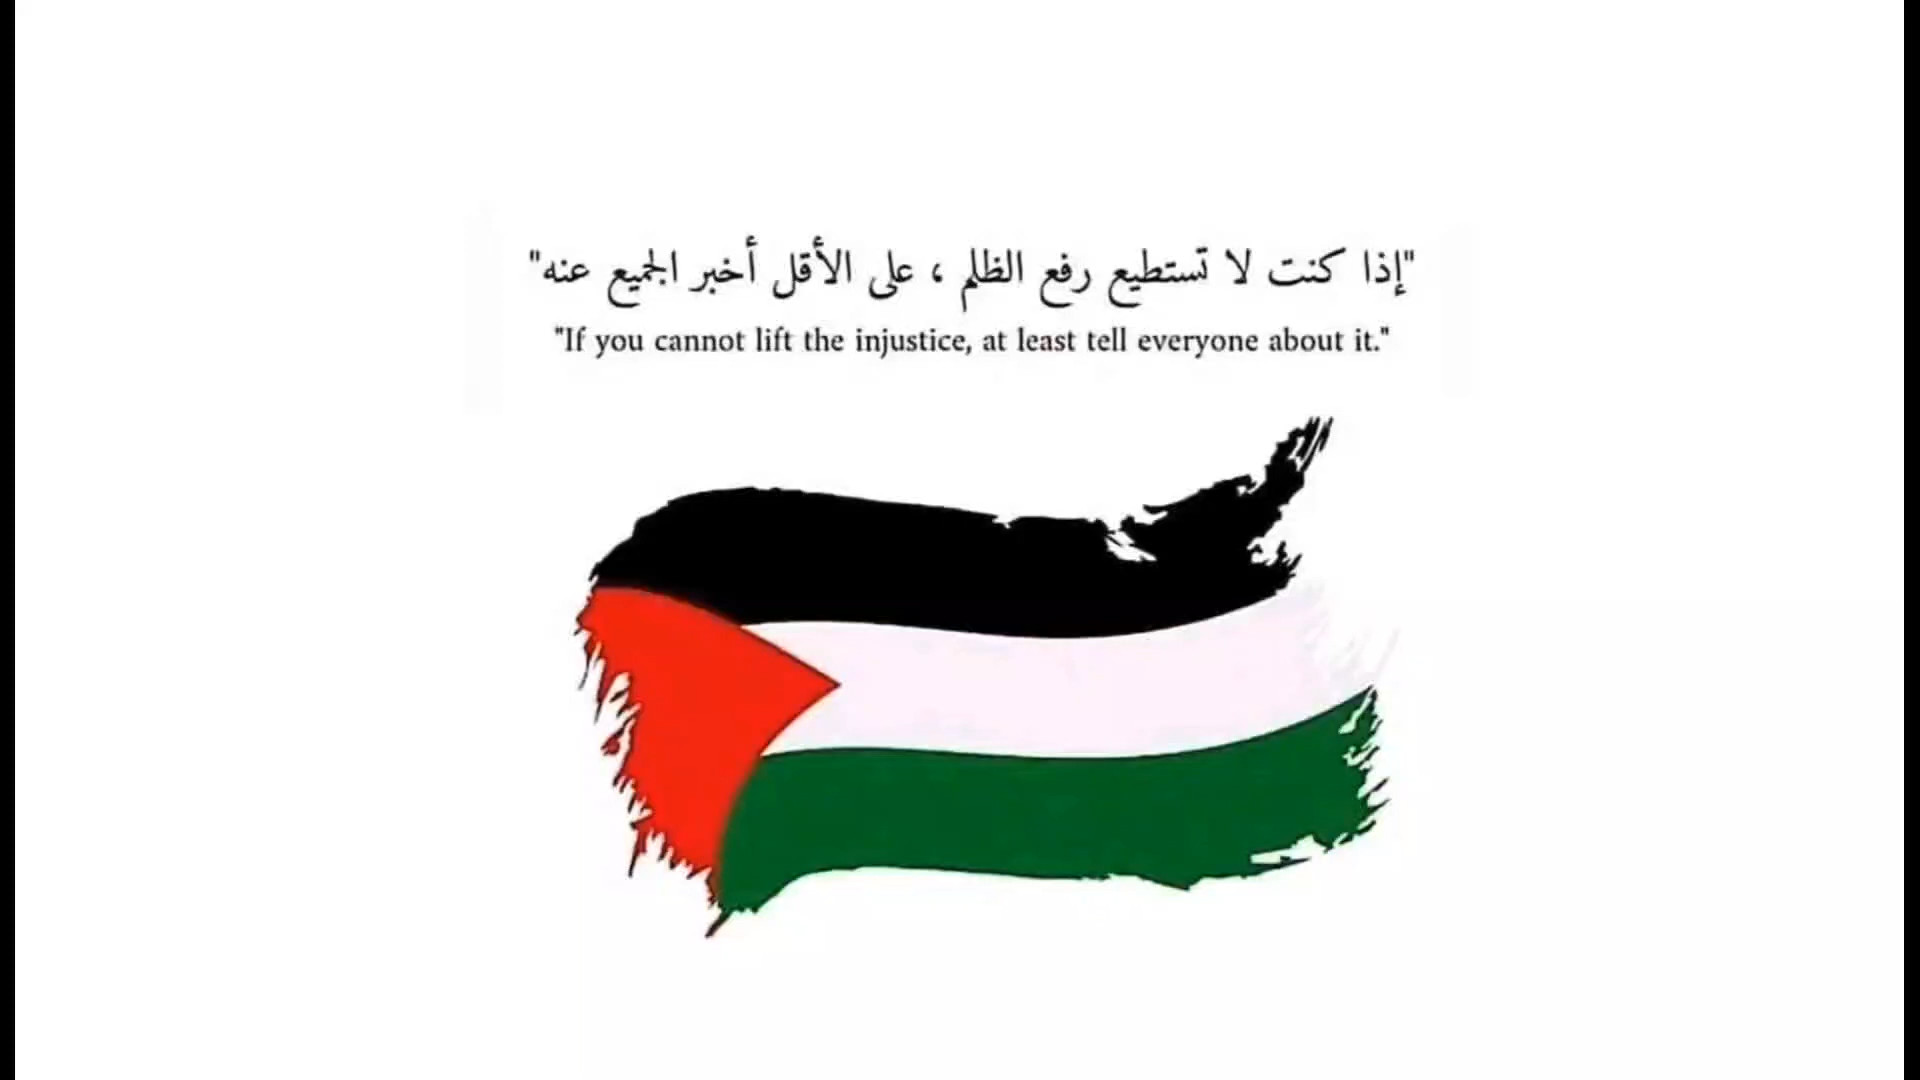 "إذا كنت لا تستطيع رفع الظلم ، على الأقل أخبر الجميع عنه"
"If you cannot lift the injustice, at least tell everyone about it."